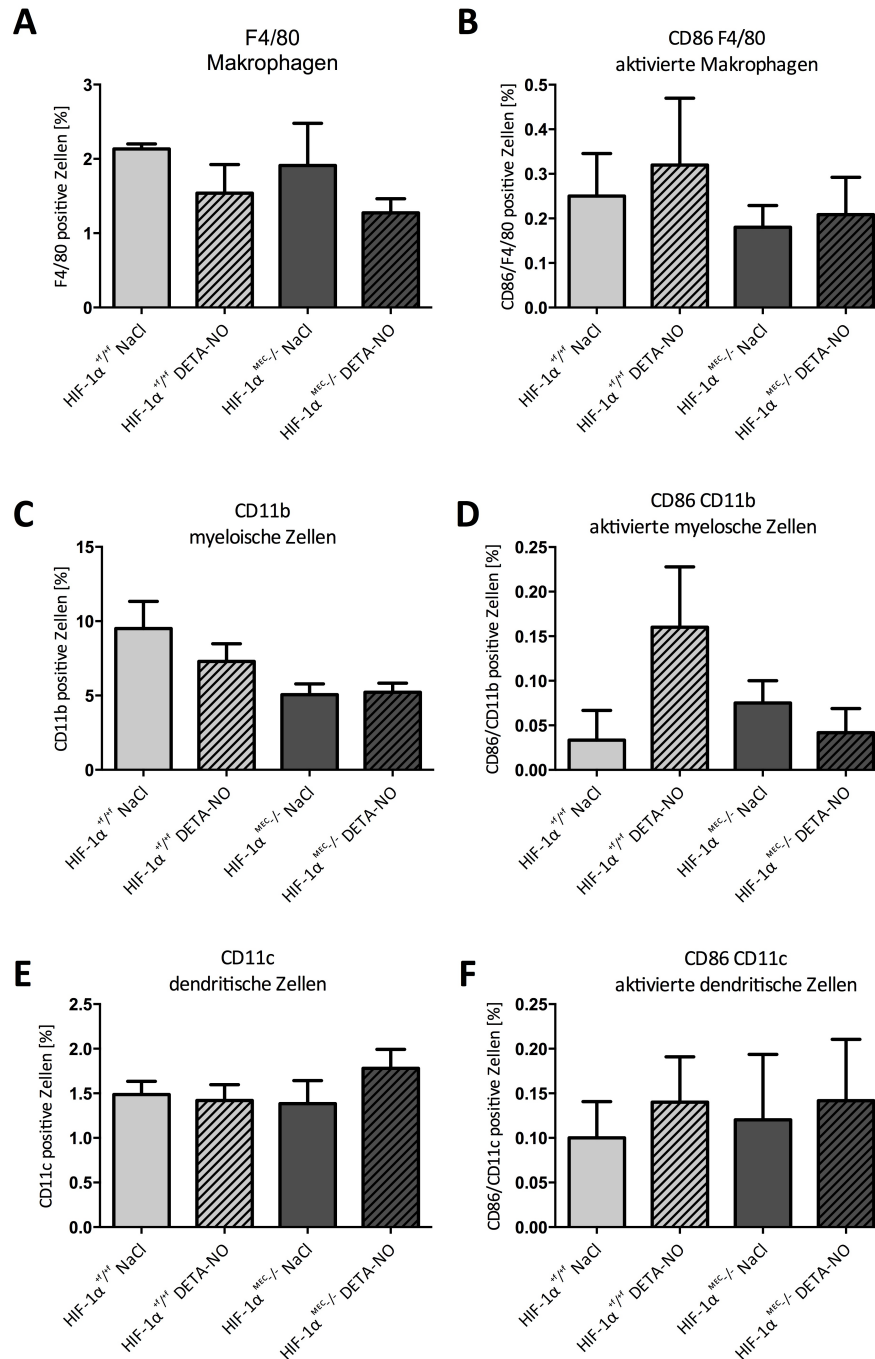 A
F4/80
Makrophagen
F4/80 positive Zellen [%]
3
2
1
0
HIF-1α +f/+f NaCl
HIF-1α +f/+f DETA-NO
HIF-1α MEC-/- NaCl
HIF-1α MEC-/- DETA-NO
B
CD86 F4/80
aktivierte Makrophagen
CD86/F4/80 positive Zellen [%]
0.5
0.4
0.3
0.2
0.1
0.0
HIF-1α +f/+f NaCl
HIF-1α +f/+f DETA-NO
HIF-1α MEC-/- NaCl
HIF-1α MEC-/- DETA-NO
C
CD11b
myeloische Zellen
CD11b positive Zellen [%]
15
10
5
0
HIF-1α +f/+f NaCl
HIF-1α +f/+f DETA-NO
HIF-1α MEC-/- NaCl
HIF-1α MEC-/- DETA-NO
D
CD86 CD11b
aktivierte myelosche Zellen
CD86/CD11b positive Zellen [%]
0.25
0.20
0.15
0.10
0.05
0.00
HIF-1α +f/+f NaCl
HIF-1α +f/+f DETA-NO
HIF-1α MEC-/- NaCl
HIF-1α MEC-/- DETA-NO
E
CD11c
dendritische Zellen
CD11c positive Zellen [%]
2.5
2.0
1.5
1.0
0.5
0.0
HIF-1α +f/+f NaCl
HIF-1α +f/+f DETA-NO
HIF-1α MEC-/- NaCl
HIF-1α MEC-/- DETA-NO
F
CD86 CD11c
aktivierte dendritische Zellen
CD86/CD11c positive Zellen [%]
0.25
0.20
0.15
0.10
0.05
0.00
HIF-1α +f/+f NaCl
HIF-1α +f/+f DETA-NO
HIF-1α MEC-/- NaCl
HIF-1α MEC-/- DETA-NO